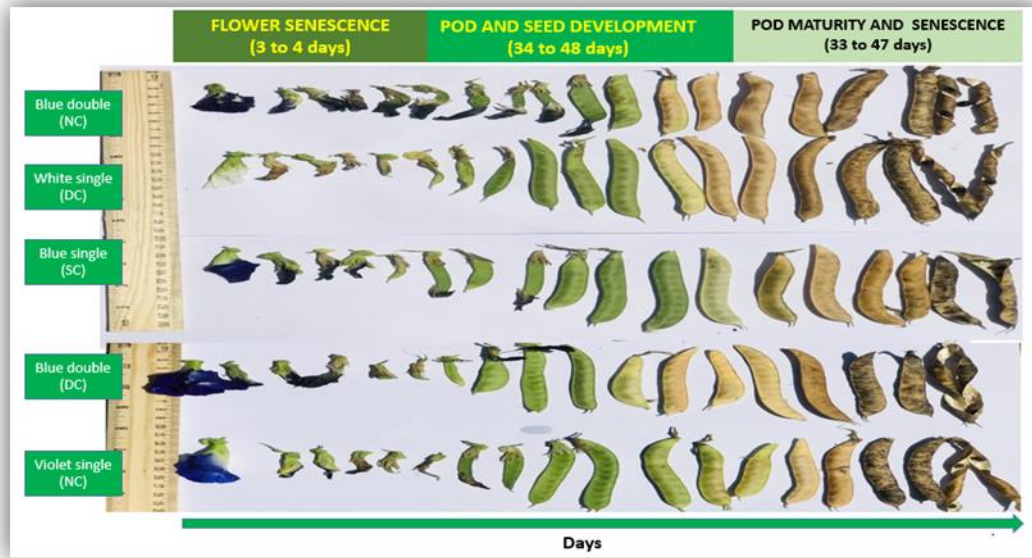 FLOWER SENESCENCE
(3 to 4 days)
POD AND SEED DEVELOPMENT
(34 to 48 days)
POD MATURITY AND SENESCENCE
(33 to 47 days)
Blue double
(NC)
White single
(DC)
Blue single
(SC)
Blue double
(DC)
Violet single
(NC)
Days